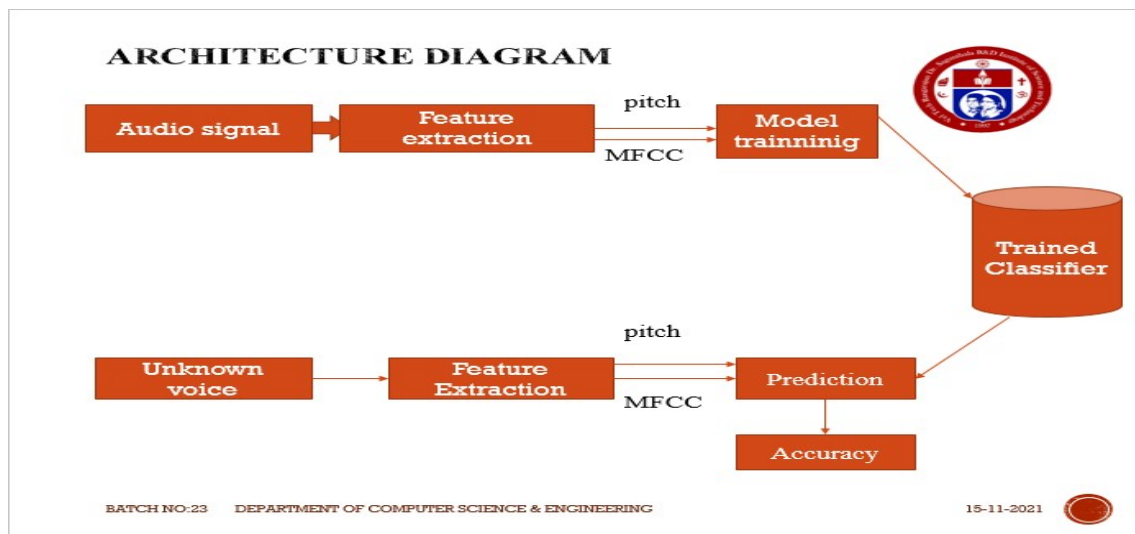 ARCHITECTURE DIAGRAM
Audio signal
Feature
extraction
pitch
MFCC
Model
trainninig
Trained
Classifier
Unknown
voice
Feature
Extraction
pitch
MFCC
Prediction
Accuracy
BATCH NO:23 DEPARTMENT OF COMPUTER SCIENCE & ENGINEERING
15-11-2021